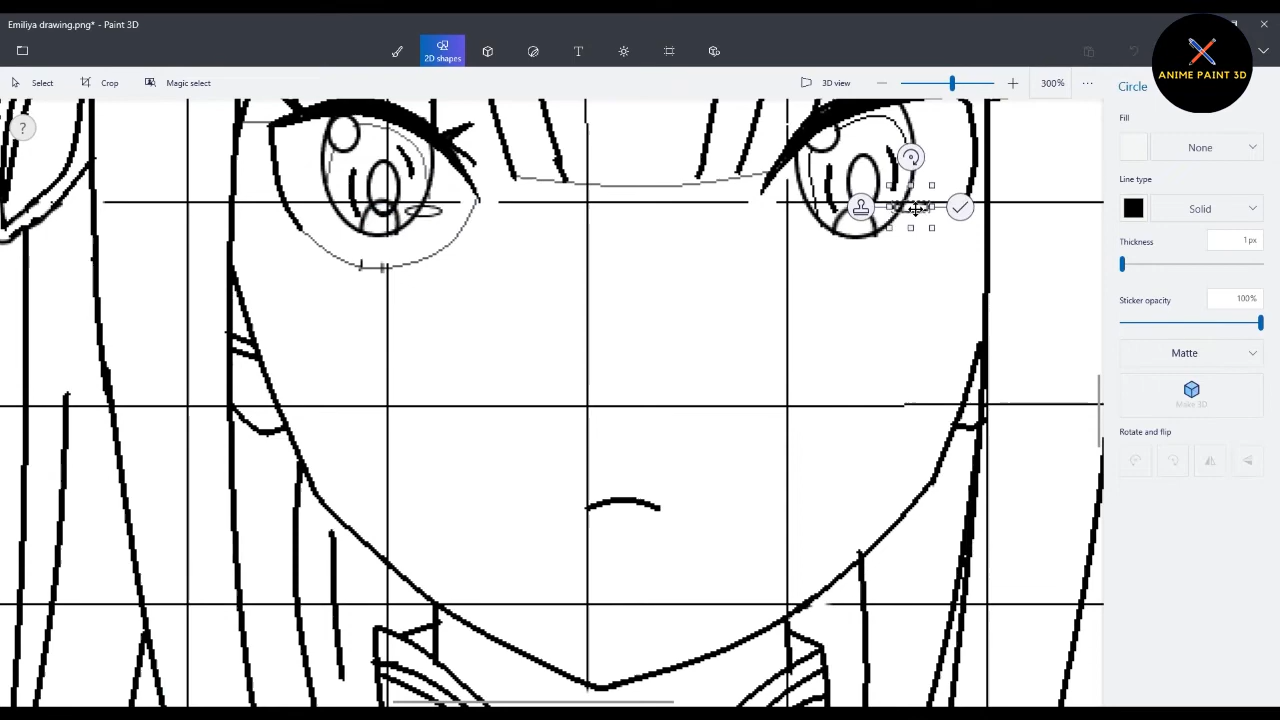 Emiliya drawing.png* - Paint 3D
2D shapes
ANIME PAINT 3D
Select
Crop
Magic select
3D view
300%
Circle
?
Fill
None
Line type
Solid
Thickness
1px
Sticker opacity
100%
Matte
Make 3D
Rotate and flip